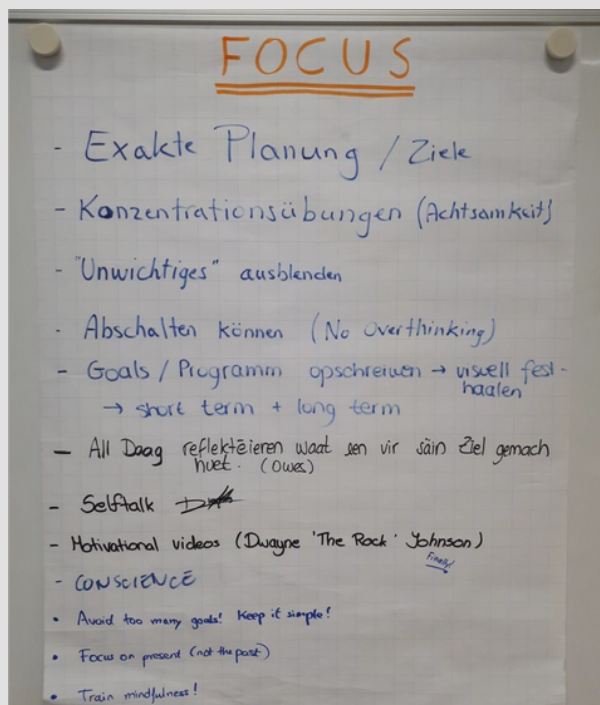 FOCUS
- Exakte Planung / Ziele
- Konzentrationsübungen (Achtsamkeit)
- "Unwichtiges" ausblenden
- Abschalten können (No Overthinking)
- Goals / Programm opschreiwen → visuell fest-
haalen
→ short term + long term
- All Daag reflektéieren waat een vir säin Ziel gemach
huet. (Owes)
- Selftalk
- Motivational videos (Dwayne 'The Rock' Johnson)
Finally!
- CONSCIENCE
• Avoid too many goals! Keep it simple!
• Focus on present (not the past)
• Train mindfulness!